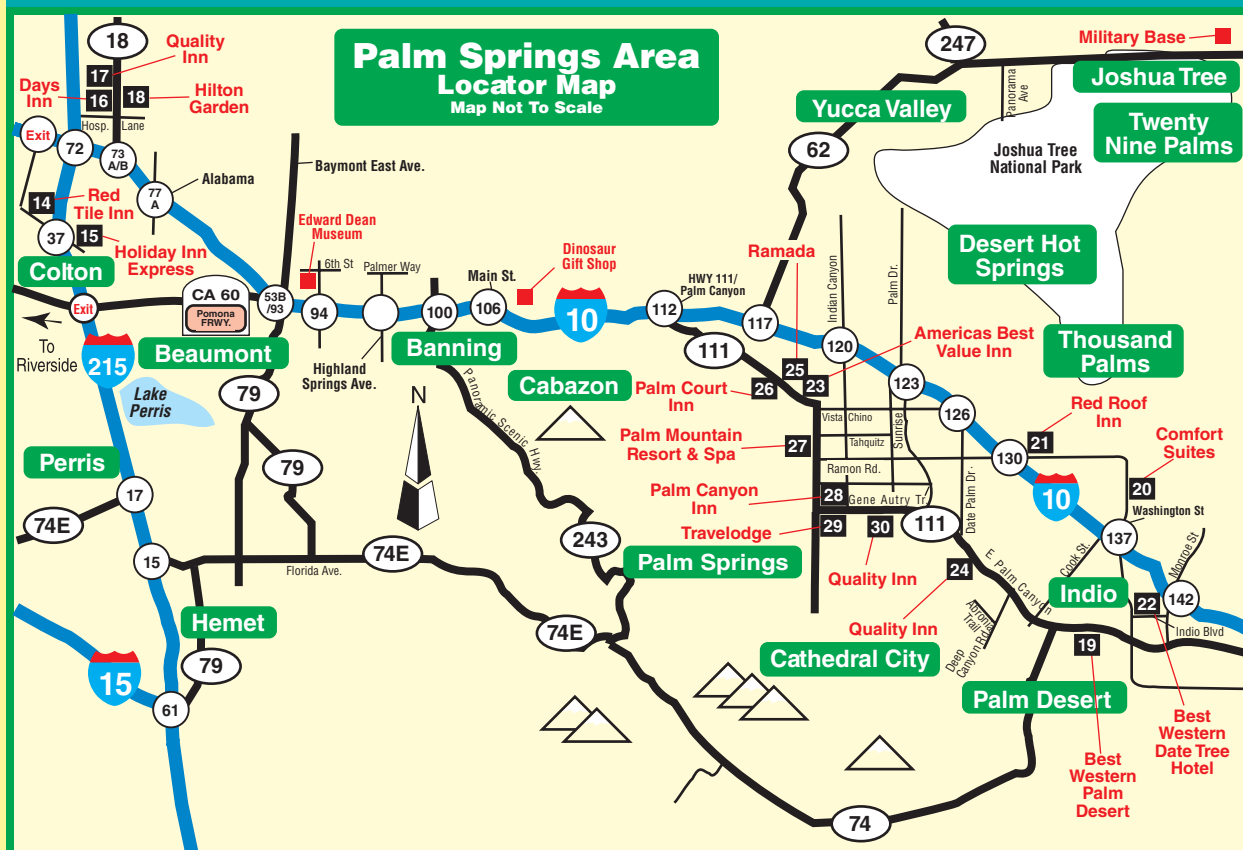 Palm Springs Area
Locator Map
Map Not To Scale
18
Quality
Inn
17
Days
Inn
16
18
Hilton
Garden
Hosp. Lane
Exit
72
73
A/B
77
A
Alabama
14
Red
Tile Inn
37
15
Holiday Inn
Express
Colton
Baymont East Ave.
Edward Dean
Museum
6th St
Palmer Way
Main St.
Dinosaur
Gift Shop
CA 60
Pomona
FRWY.
Exit
53B
/93
94
100
106
10
To
Riverside
215
Beaumont
Highland
Springs Ave.
Banning
Cabazon
Lake
Perris
79
79
N
Panoramic Scenic Hwy.
Perris
17
74E
15
Florida Ave.
74E
243
74E
Hemet
79
15
61
247
Military Base
Joshua Tree
Panorama
Ave
Yucca Valley
Twenty
Nine Palms
62
Joshua Tree
National Park
Desert Hot
Springs
Ramada
Indian Canyon
Palm Dr.
HWY 111/
Palm Canyon
112
117
120
111
Americas Best
Value Inn
Thousand
Palms
25
26
23
123
Palm Court
Inn
126
Vista Chino
Sunrise
Red Roof
Inn
21
Palm Mountain
Resort & Spa
27
Tahquitz
Comfort
Suites
Ramon Rd.
130
20
10
Palm Canyon
Inn
28
Gene Autry Tr.
Date Palm Dr.
Washington St
Travelodge
29
30
111
137
Palm Springs
Quality Inn
24
E Palm Canyon
Cook St.
Monroe St.
Indio
22
142
Quality Inn
Abronia
Trail
Deep
Canyon Rd.
Indio Blvd
Cathedral City
19
Palm Desert
Best
Western
Date Tree
Hotel
Best
Western
Palm
Desert
74